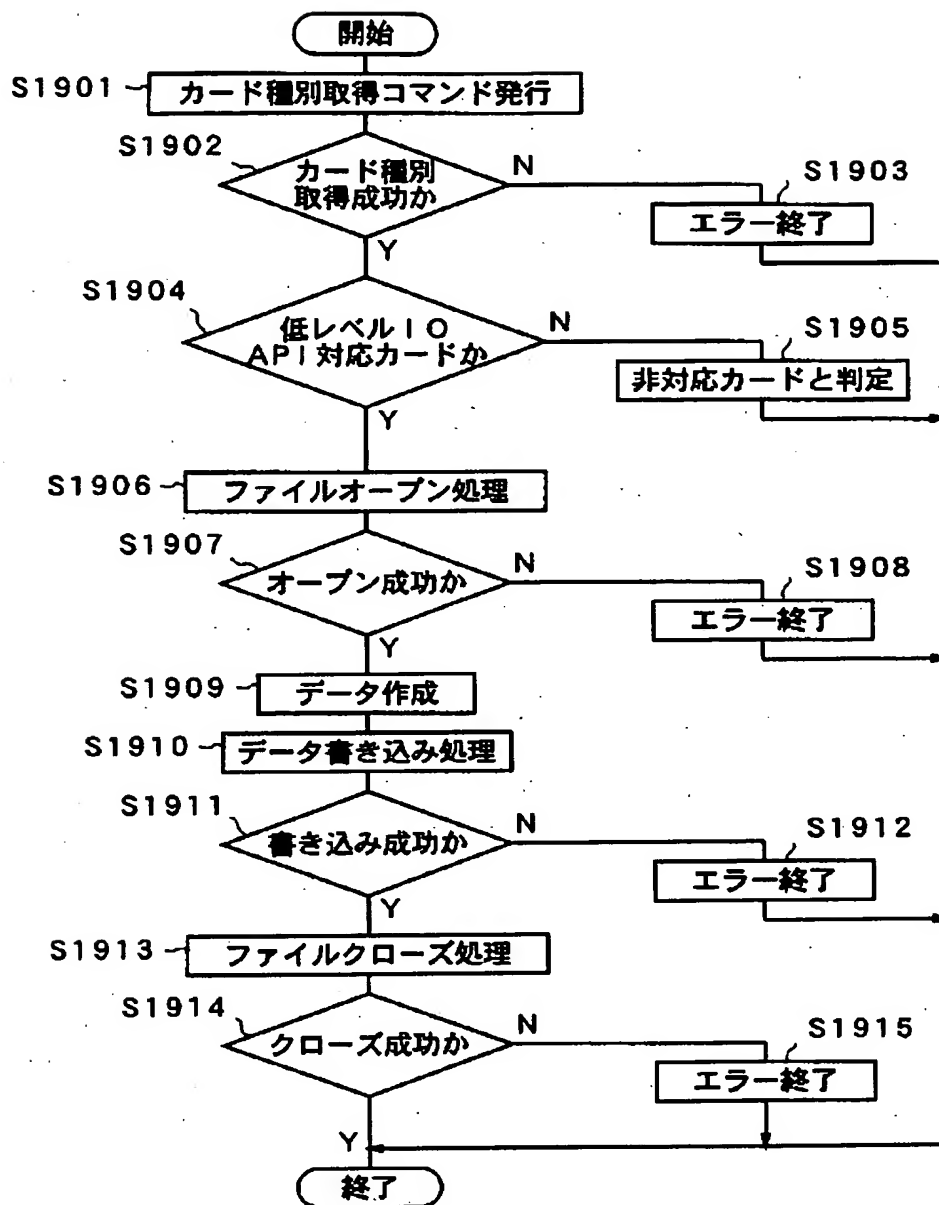 開始
S1901
カード種別取得コマンド発行
S1902
カード種別
取得成功か
N
S1903
エラー終了
Y
S1904
低レベルIO
API対応カードか
N
S1905
非対応カードと判定
Y
S1906
ファイルオープン処理
S1907
オープン成功か
N
S1908
エラー終了
Y
S1909
データ作成
S1910
データ書き込み処理
S1911
書き込み成功か
N
S1912
エラー終了
Y
S1913
ファイルクローズ処理
S1914
クローズ成功か
N
S1915
エラー終了
Y
終了